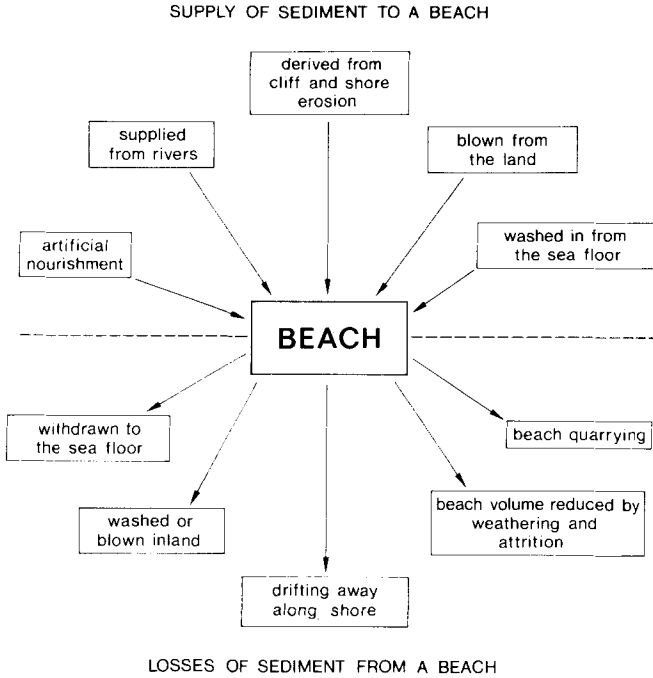 SUPPLY OF SEDIMENT TO A BEACH
derived from
cliff and shore
erosion
supplied
from rivers
blown from
the land
artificial
nourishment
washed in from
the sea floor
BEACH
withdrawn to
the sea floor
beach quarrying
washed or
blown inland
beach volume reduced by
weathering and
attrition
drifting away
along shore
LOSSES OF SEDIMENT FROM A BEACH